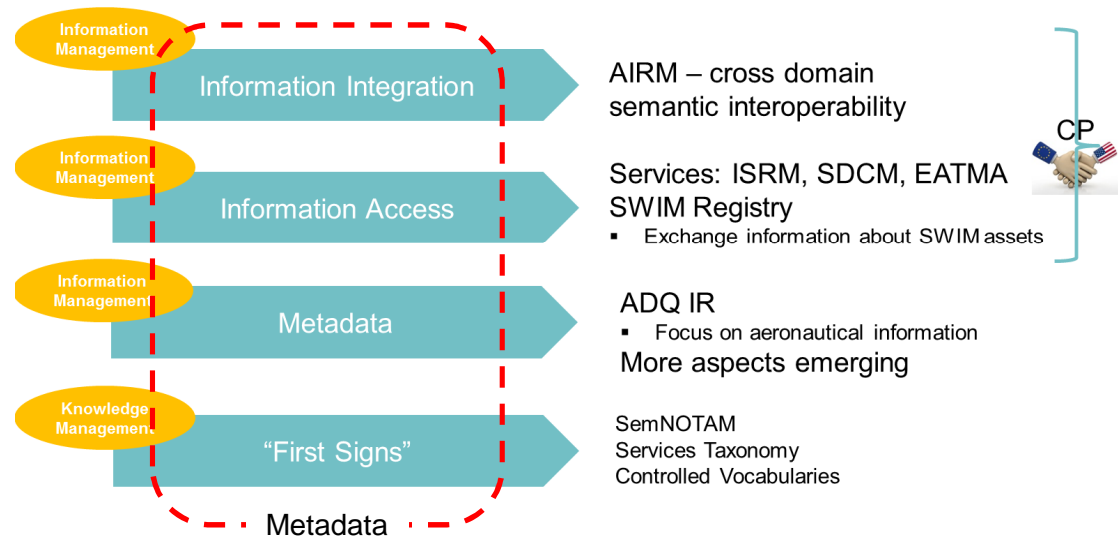 Information
Management
Information Integration
AIRM – cross domain
semantic interoperability
CP
Information
Management
Information Access
Services: ISRM, SDCM, EATMA
SWIM Registry
▪ Exchange information about SWIM assets
Information
Management
Metadata
ADQ IR
▪ Focus on aeronautical information
More aspects emerging
Knowledge
Management
“First Signs”
SemNOTAM
Services Taxonomy
Controlled Vocabularies
Metadata